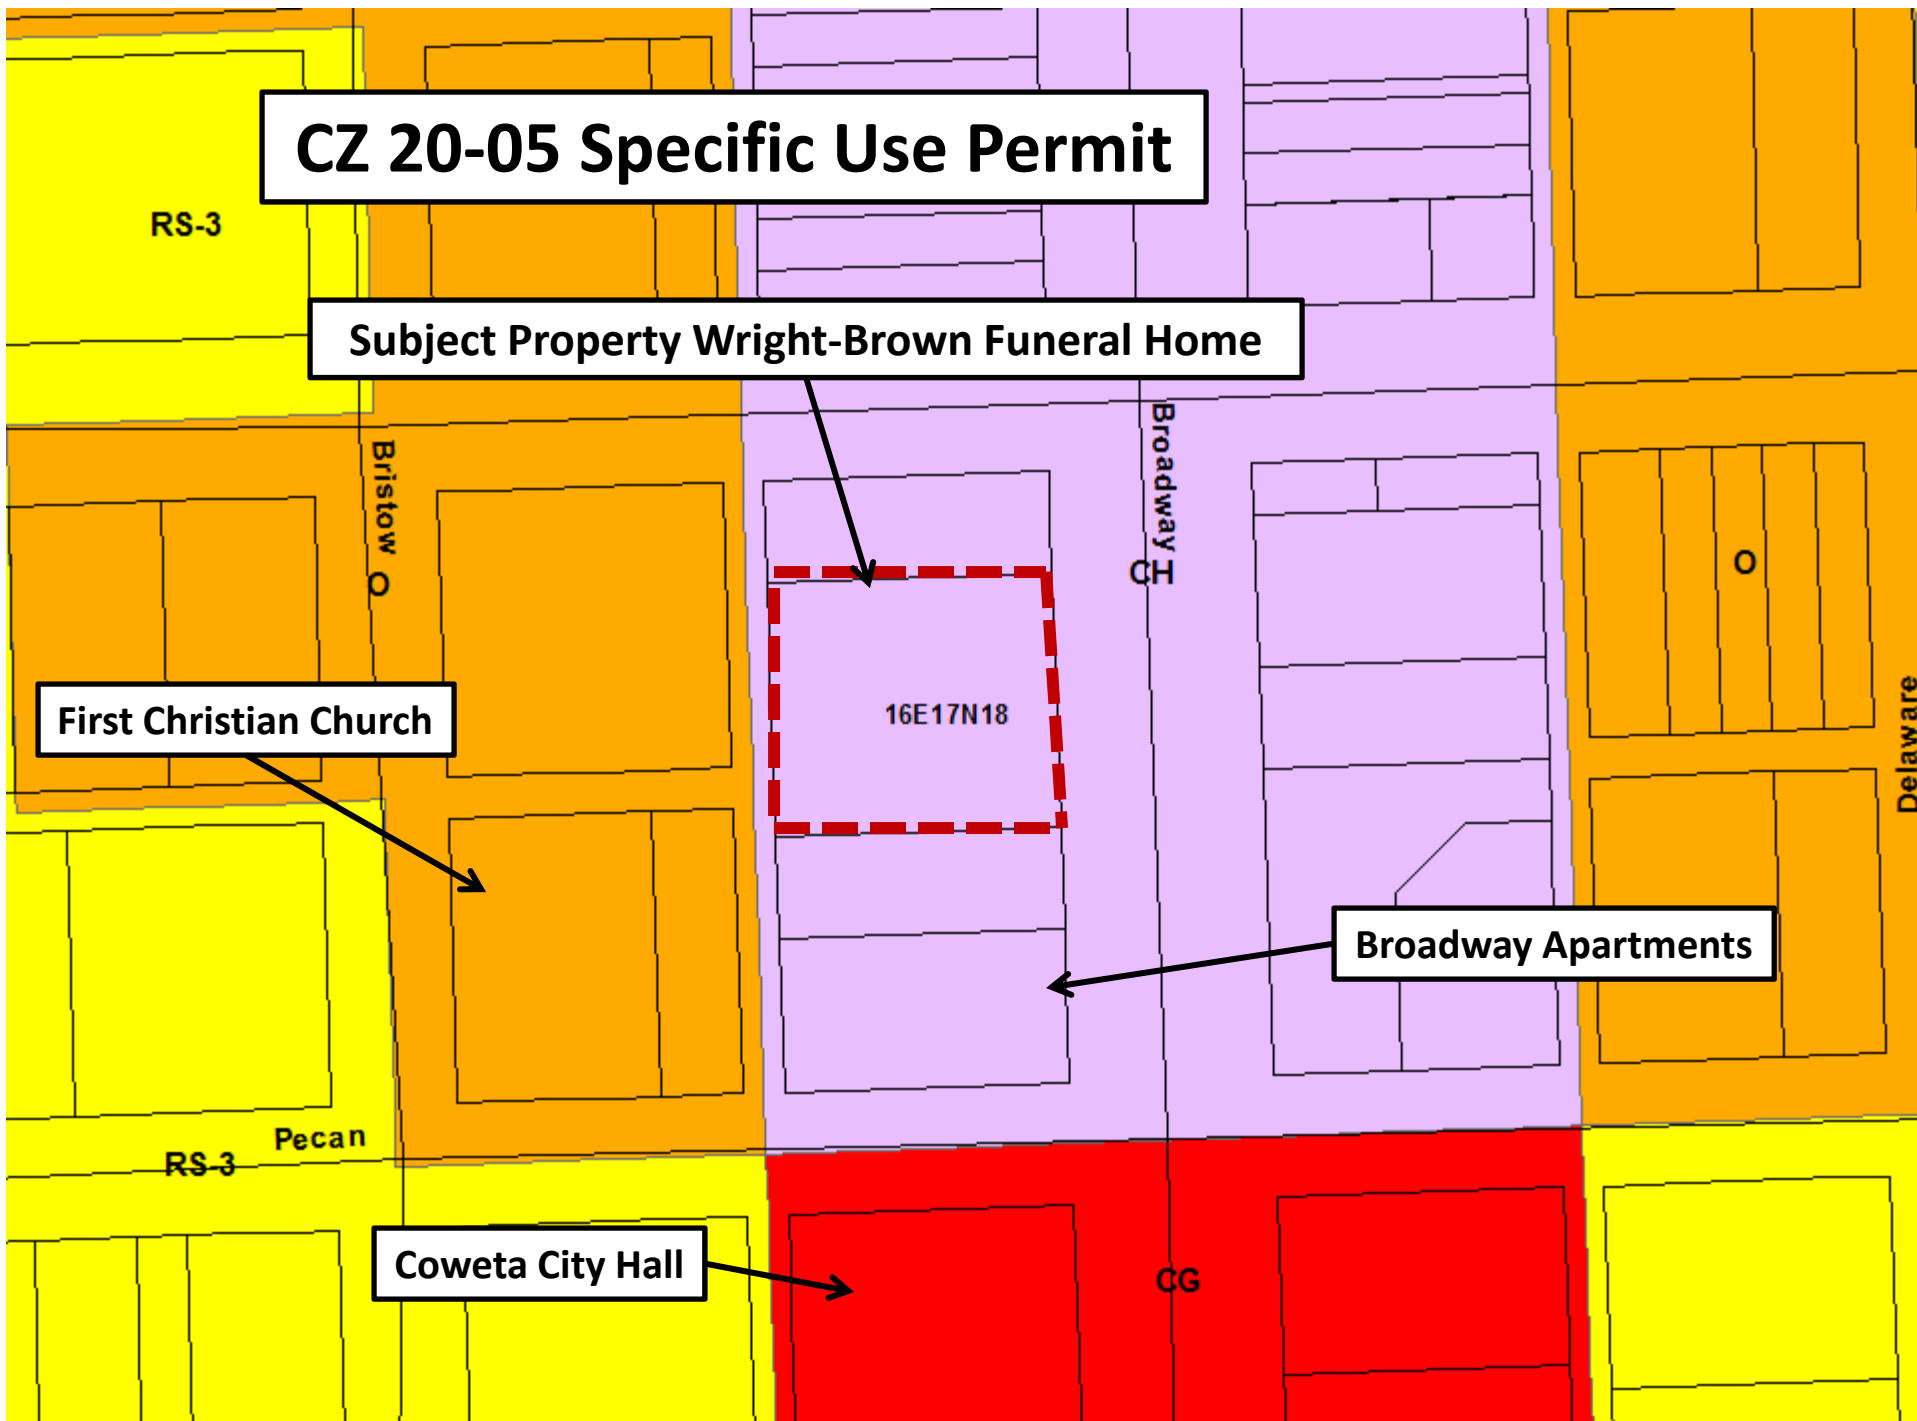 CZ 20-05 Specific Use Permit
RS-3
Subject Property Wright-Brown Funeral Home
Bristow
Broadway
O
CH
O
First Christian Church
16E17N18
Delaware
Broadway Apartments
Pecan
RS-3
Coweta City Hall
CG